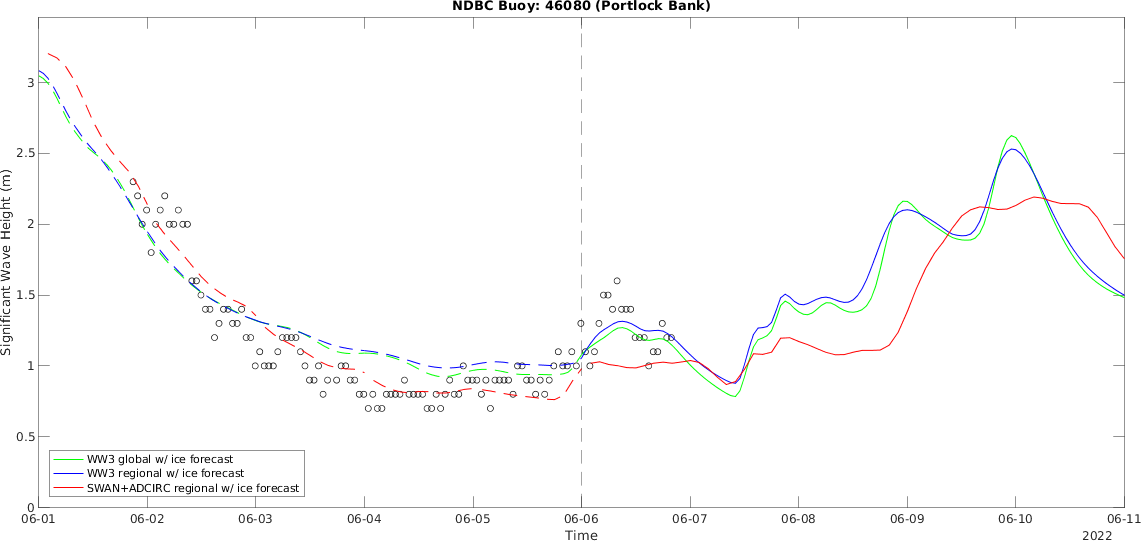 NDBC Buoy: 46080 (Portlock Bank)
Significant Wave Height (m)
3
2.5
2
1.5
1
0.5
0
WW3 global w/ ice forecast
WW3 regional w/ ice forecast
SWAN+ADCIRC regional w/ ice forecast
06-01 06-02 06-03 06-04 06-05 06-06 06-07 06-08 06-09 06-10 06-11
Time
2022